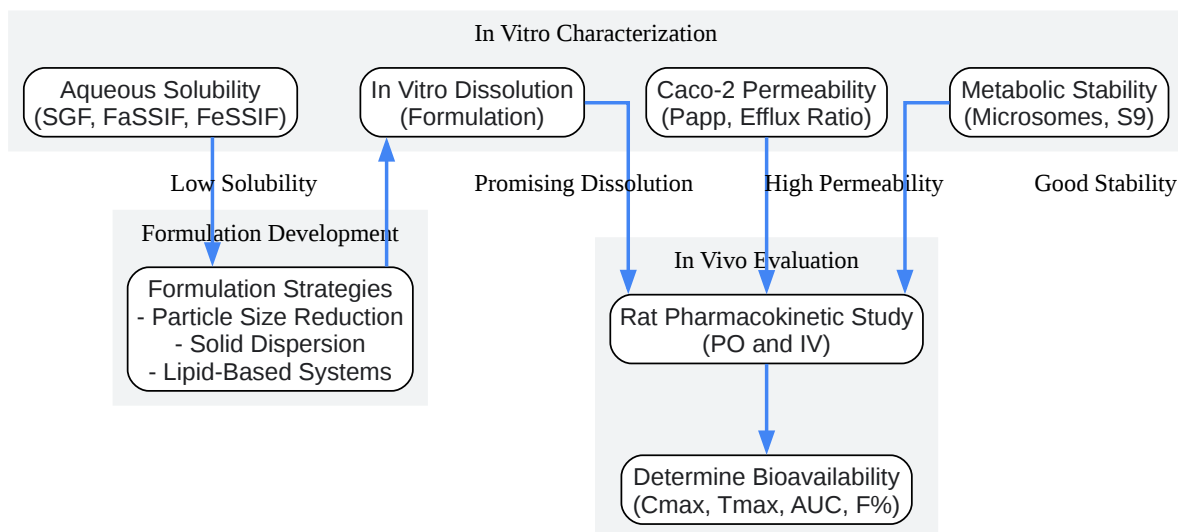 In Vitro Characterization
Aqueous Solubility
(SGF, FaSSIF, FeSSIF)
In Vitro Dissolution
(Formulation)
Caco-2 Permeability
(Papp, Efflux Ratio)
Metabolic Stability
(Microsomes, S9)
Low Solubility
Promising Dissolution
High Permeability
Good Stability
Formulation Development
Formulation Strategies
- Particle Size Reduction
- Solid Dispersion
- Lipid-Based Systems
In Vivo Evaluation
Rat Pharmacokinetic Study
(PO and IV)
Determine Bioavailability
(Cmax, Tmax, AUC, F%)